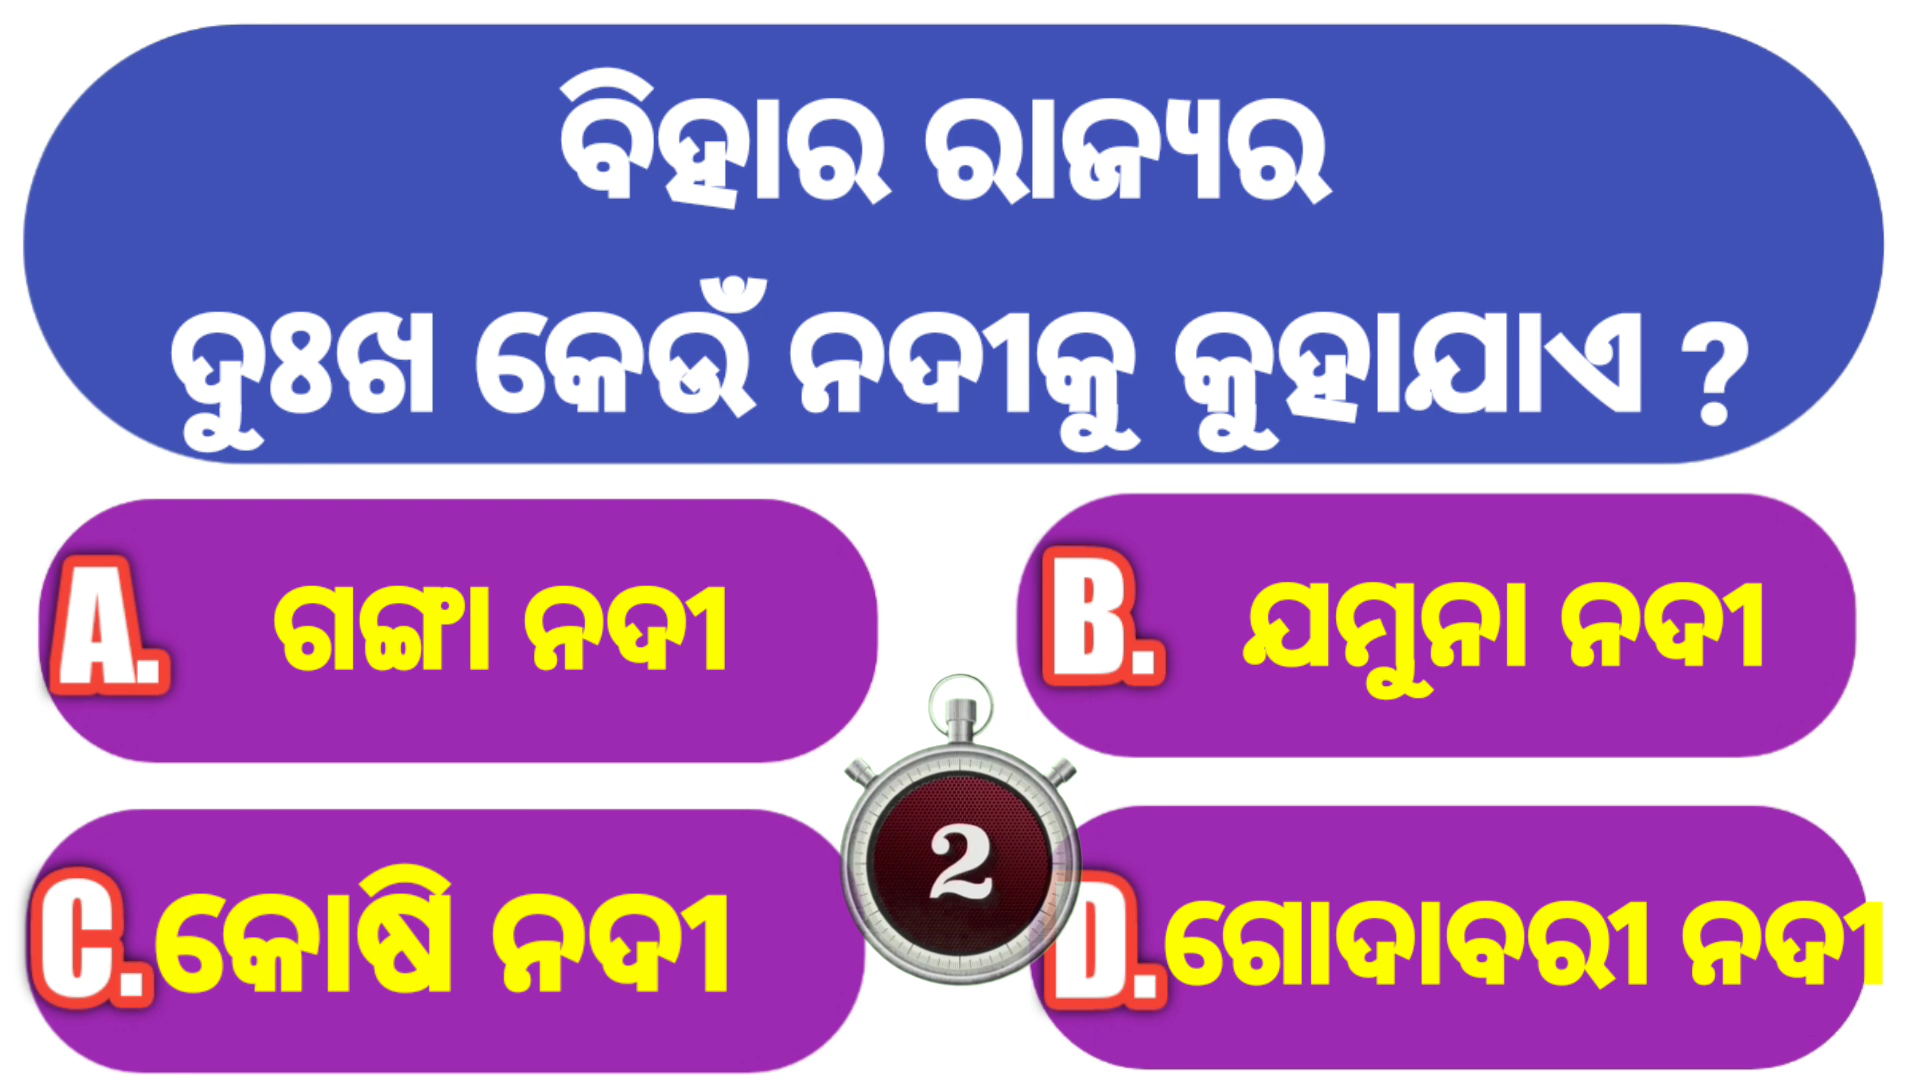 ବିହାର ରାଜ୍ୟର
ଦୁଃଖ କେଉଁ ନଦୀକୁ କୁହାଯାଏ ?
A. ଗଙ୍ଗା ନଦୀ
B. ଯମୁନା ନଦୀ
2
C. କୋଷି ନଦୀ
D. ଗୋଦାବରୀ ନଦୀ